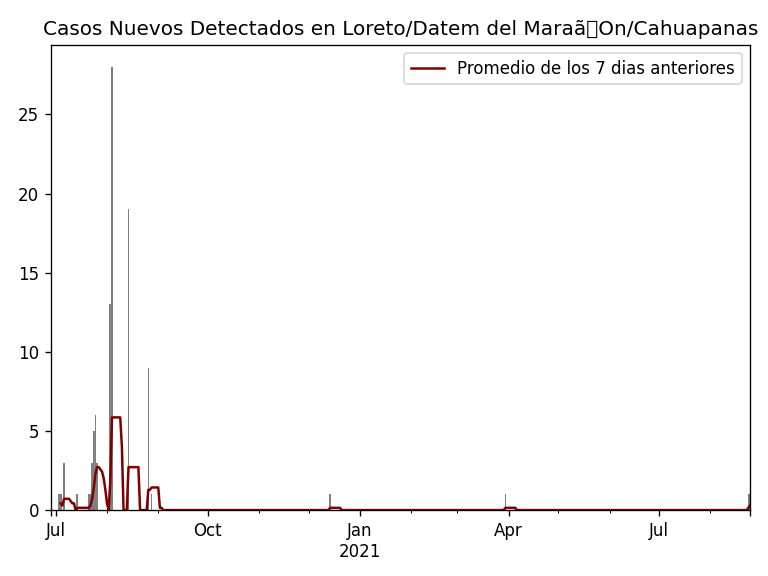 Casos Nuevos Detectados en Loreto/Datem del Maraã▯On/Cahuapanas
Promedio de los 7 dias anteriores
25
20
15
10
5
0
Jul Oct Jan Apr Jul
2021